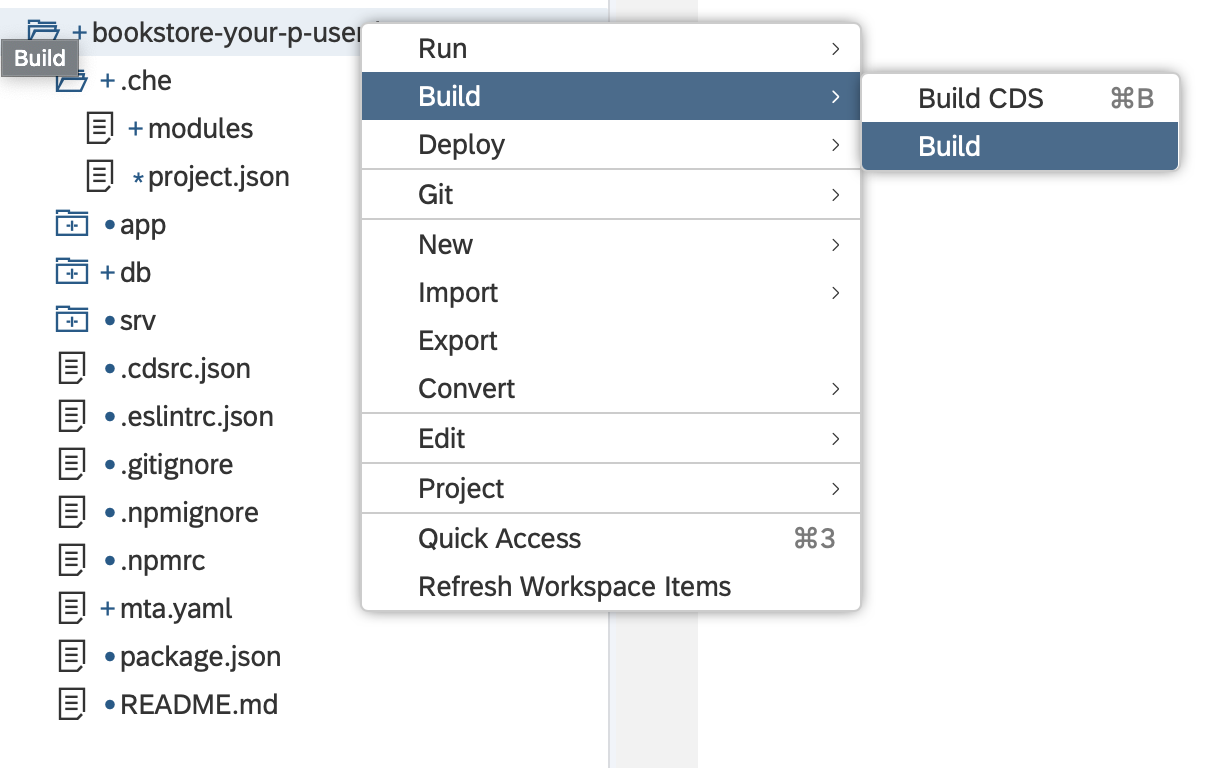 +bookstore-your-p-user
Build
+.che
+modules
*project.json
•app
+db
•srv
•.cdsrc.json
•.eslintrc.json
•.gitignore
•.npmignore
•.npmrc
+mta.yaml
•package.json
•README.md
Run
Build
Deploy
Git
New
Import
Export
Convert
Edit
Project
Quick Access ⌘3
Refresh Workspace Items
Build CDS ⌘B
Build